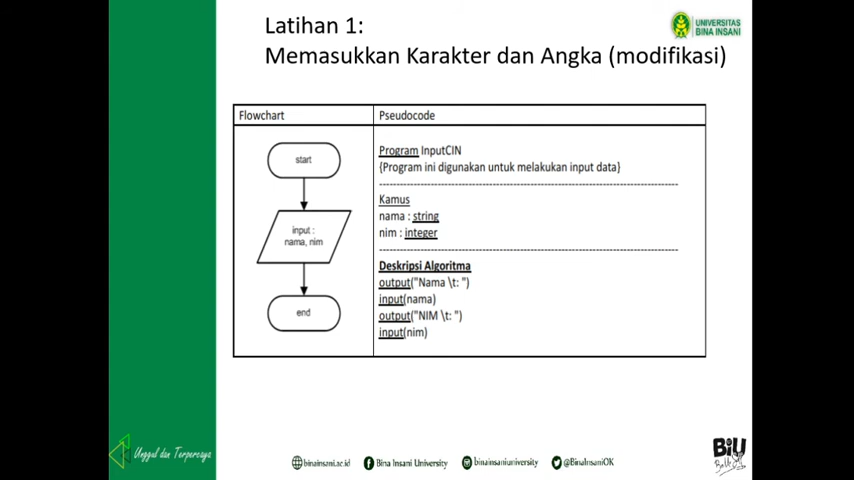 Latihan 1:
Memasukkan Karakter dan Angka (modifikasi)
UNIVERSITAS
BINA INSANI
Flowchart
Pseudocode
start
input :
nama, nim
end
Program InputCIN
{Program ini digunakan untuk melakukan input data}
Kamus
nama : string
nim : integer
Deskripsi Algoritma
output("Nama \t: ")
input(nama)
output("NIM \t: ")
input(nim)
Unggul dan Terpercaya
binainsani.ac.id
Bina Insani University
binainsaniuniversity
@BinaInsaniOK
BiU